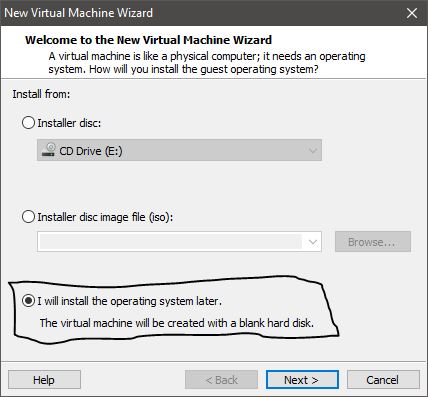 New Virtual Machine Wizard
Welcome to the New Virtual Machine Wizard
A virtual machine is like a physical computer; it needs an operating
system. How will you install the guest operating system?
Install from:
Installer disc:
CD Drive (E:)
Installer disc image file (iso):
Browse...
I will install the operating system later.
The virtual machine will be created with a blank hard disk.
Help
< Back
Next >
Cancel